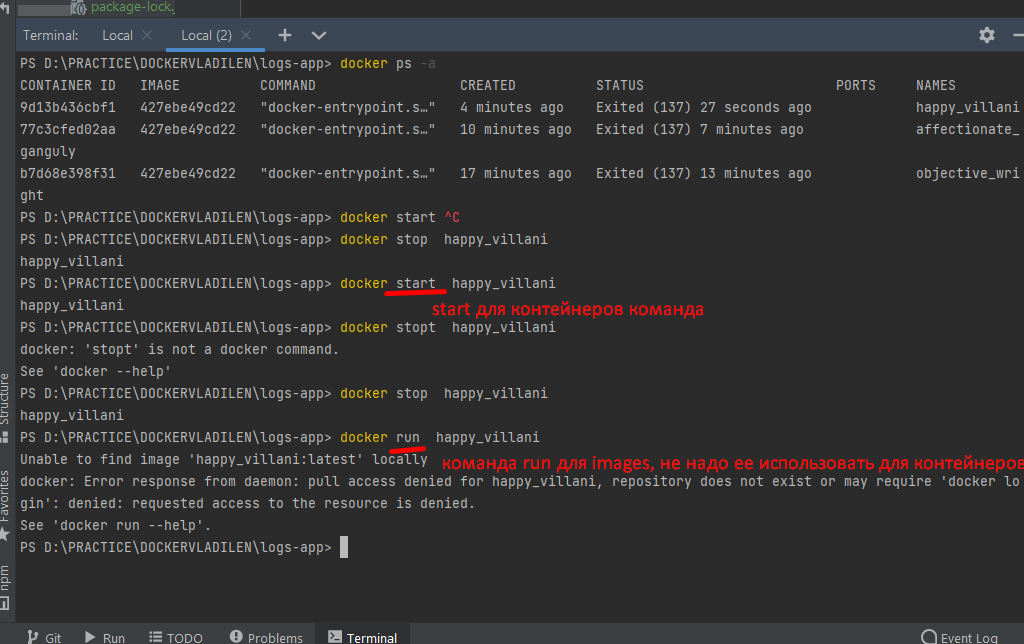 package-lock.
Terminal: Local Local (2)
PS D:\PRACTICE\DOCKERVLADILEN\logs-app> docker ps -a
CONTAINER ID IMAGE COMMAND CREATED STATUS PORTS NAMES
9d13b436cbf1 427ebe49cd22 "docker-entrypoint.s…" 4 minutes ago Exited (137) 27 seconds ago happy_villani
77c3cfed02aa 427ebe49cd22 "docker-entrypoint.s…" 10 minutes ago Exited (137) 7 minutes ago affectionate_
ganguly
b7d68e398f31 427ebe49cd22 "docker-entrypoint.s…" 17 minutes ago Exited (137) 13 minutes ago objective_wri
ght
PS D:\PRACTICE\DOCKERVLADILEN\logs-app> docker start ^C
PS D:\PRACTICE\DOCKERVLADILEN\logs-app> docker stop happy_villani
happy_villani
PS D:\PRACTICE\DOCKERVLADILEN\logs-app> docker start happy_villani
happy_villani
start для контейнеров команда
PS D:\PRACTICE\DOCKERVLADILEN\logs-app> docker stopt happy_villani
docker: 'stopt' is not a docker command.
See 'docker --help'
PS D:\PRACTICE\DOCKERVLADILEN\logs-app> docker stop happy_villani
happy_villani
PS D:\PRACTICE\DOCKERVLADILEN\logs-app> docker run happy_villani
Unable to find image 'happy_villani:latest' locally
команда run для images, не надо ее использовать для контейнеров
docker: Error response from daemon: pull access denied for happy_villani, repository does not exist or may require 'docker lo
gin': denied: requested access to the resource is denied.
See 'docker run --help'.
PS D:\PRACTICE\DOCKERVLADILEN\logs-app>
Structure
Favorites
npm
Git Run TODO Problems Terminal Event Log